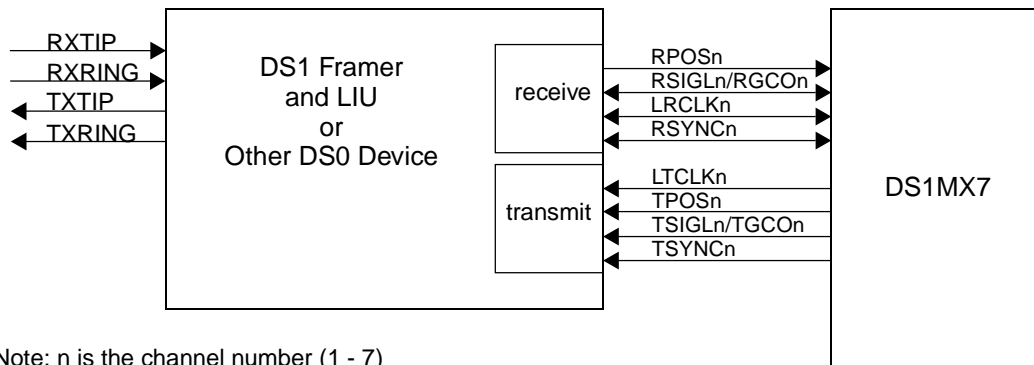 RXTIP
RXRING
TXTIP
TXRING
DS1 Framer
and LIU
or
Other DS0 Device
receive
transmit
RPOSn
RSIGLn/RGCOn
LRCLKn
RSYNCn
LTCLKn
TPOSn
TSIGLn/TGCOn
TSYNCn
DS1MX7
Note: n is the channel number (1 - 7)